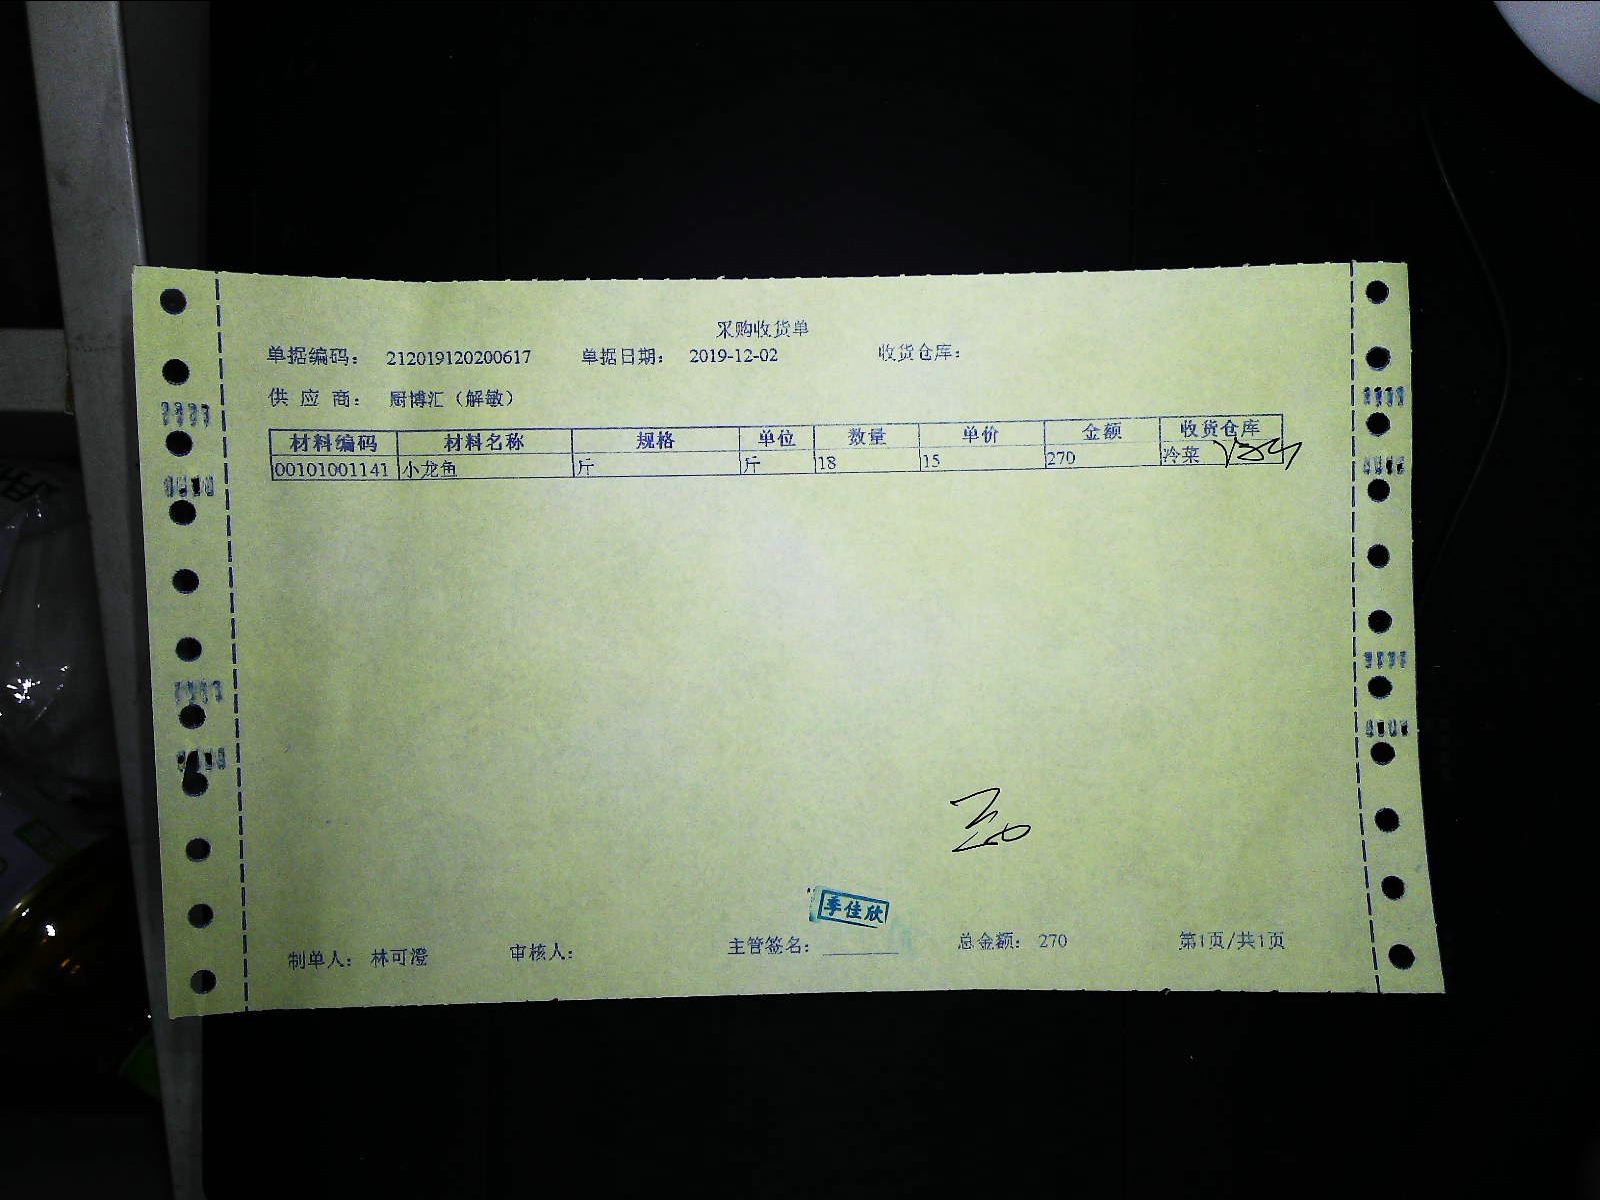 采购收货单
单据编码： 212019120200617 单据日期： 2019-12-02 收货仓库：
供 应 商： 厨博汇（解敏）
材料编码 材料名称 规格 单位 数量 单价 金额 收货仓库
00101001141 小龙鱼 斤 斤 18 15 270 冷菜
季佳欣
制单人： 林可澄 审核人： 主管签名： 总金额： 270 第1页/共1页